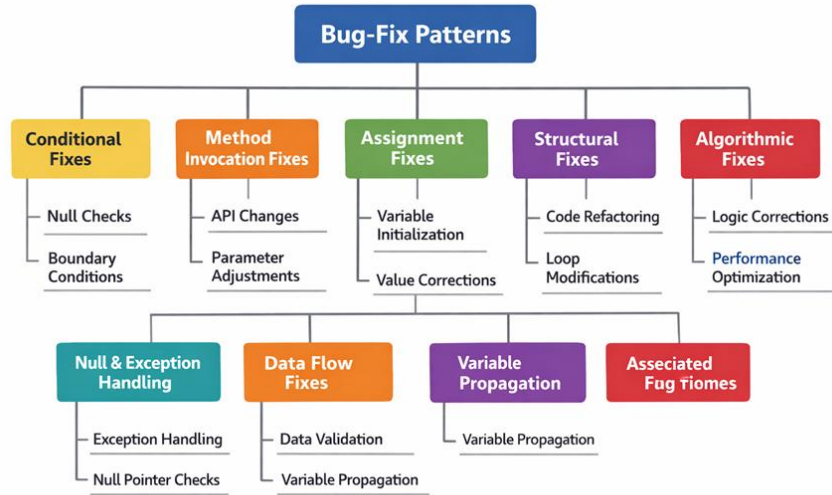 Bug-Fix Patterns
Conditional
Fixes
Method
Invocation Fixes
Assignment
Fixes
Structural
Fixes
Algorithmic
Fixes
Null Checks
Boundary
Conditions
API Changes
Parameter
Adjustments
Variable
Initialization
Value Corrections
Code Refactoring
Loop
Modifications
Logic Corrections
Performance
Optimization
Null & Exception
Handling
Data Flow
Fixes
Variable
Propagation
Asseciated
Fug Tiomes
Exception Handling
Null Pointer Checks
Data Validation
Variable Propagation
Variable Propagation